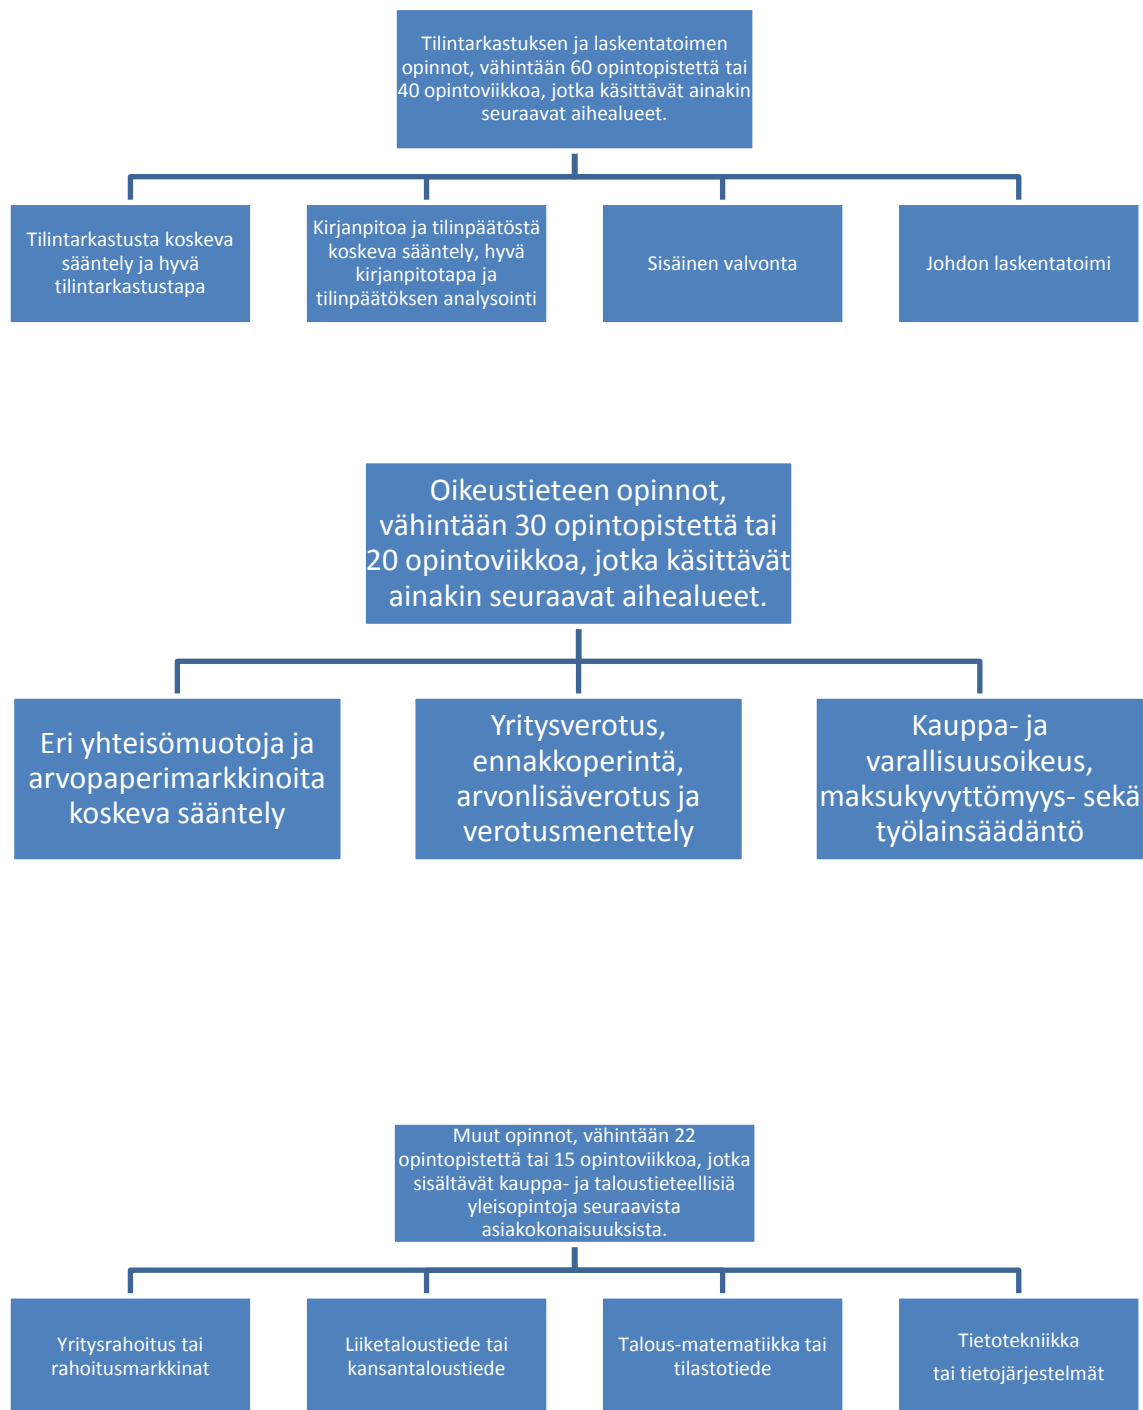 Tilintarkastuksen ja laskentatoimen
opinnot, vähintään 60 opintopistettä tai
40 opintoviikkoa, jotka käsittävät ainakin
seuraavat aihealueet.
Tilintarkastusta koskeva
sääntely ja hyvä
tilintarkastustapa
Kirjanpitoa ja tilinpäätöstä
koskeva sääntely, hyvä
kirjanpitotapa ja
tilinpäätöksen analysointi
Sisäinen valvonta
Johdon laskentatoimi
Oikeustieteen opinnot,
vähintään 30 opintopistettä tai
20 opintoviikkoa, jotka käsittävät
ainakin seuraavat aihealueet.
Eri yhteisömuotoja ja
arvopaperimarkkinoita
koskeva sääntely
Yritysverotus,
ennakkoperintä,
arvonlisäverotus ja
verotusmenettely
Kauppa- ja
varallisuusoikeus,
maksukyvyttömyys- sekä
työlainsäädäntö
Muut opinnot, vähintään 22
opintopistettä tai 15 opintoviikkoa, jotka
sisältävät kauppa- ja taloustieteellisiä
yleisopintoja seuraavista
asiakokonaisuuksista.
Yritysrahoitus tai
rahoitusmarkkinat
Liiketaloustiede tai
kansantaloustiede
Talous-matematiikka tai
tilastotiede
Tietotekniikka
tai tietojärjestelmät